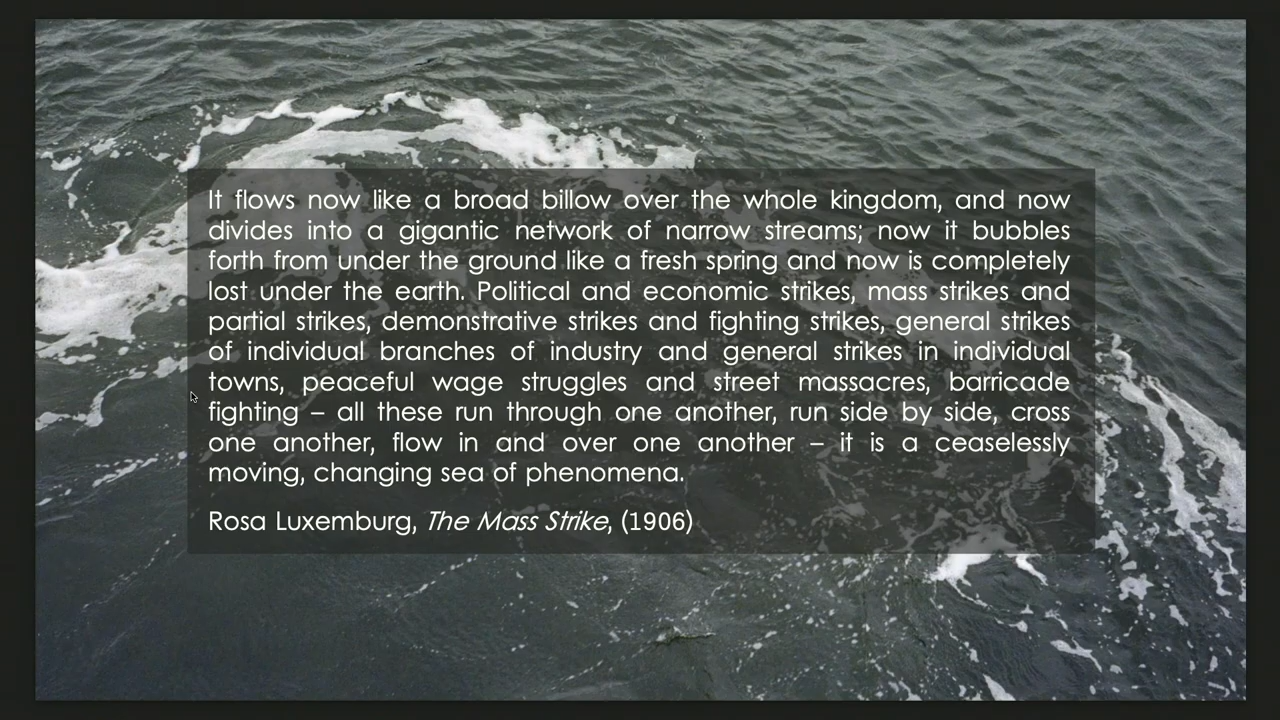 It flows now like a broad billow over the whole kingdom, and now
divides into a gigantic network of narrow streams; now it bubbles
forth from under the ground like a fresh spring and now is completely
lost under the earth. Political and economic strikes, mass strikes and
partial strikes, demonstrative strikes and fighting strikes, general strikes
of individual branches of industry and general strikes in individual
towns, peaceful wage struggles and street massacres, barricade
fighting – all these run through one another, run side by side, cross
one another, flow in and over one another – it is a ceaselessly
moving, changing sea of phenomena.
Rosa Luxemburg, The Mass Strike, (1906)